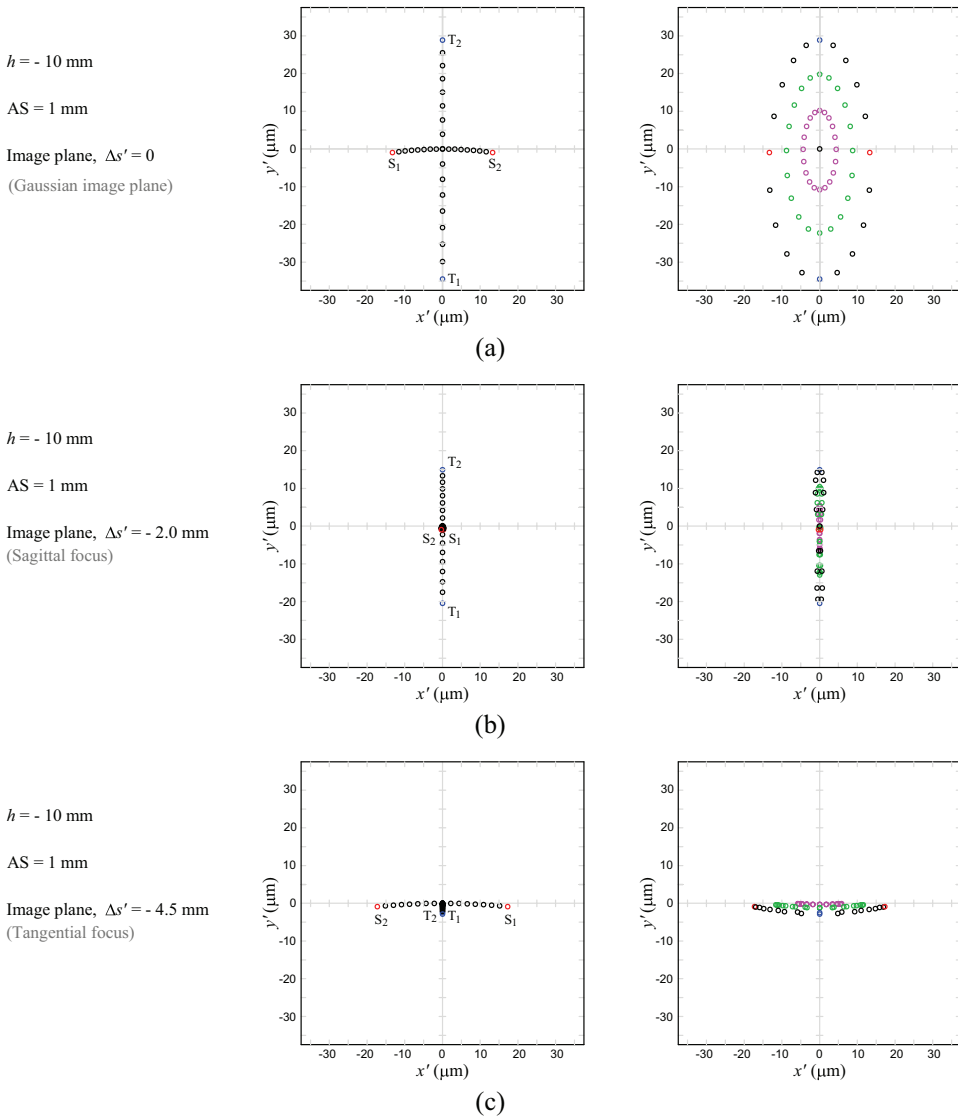 h = - 10 mm
AS = 1 mm
Image plane, Δs′ = 0
(Gaussian image plane)
30
20
10
0
-10
-20
-30
y′ (μm)
T₂
S₁
S₂
T₁
-30 -20 -10 0 10 20 30
x′ (μm)
30
20
10
0
-10
-20
-30
y′ (μm)
-30 -20 -10 0 10 20 30
x′ (μm)
(a)
h = - 10 mm
AS = 1 mm
Image plane, Δs′ = - 2.0 mm
(Sagittal focus)
30
20
10
0
-10
-20
-30
y′ (μm)
T₂
S₂ S₁
T₁
-30 -20 -10 0 10 20 30
x′ (μm)
30
20
10
0
-10
-20
-30
y′ (μm)
-30 -20 -10 0 10 20 30
x′ (μm)
(b)
h = - 10 mm
AS = 1 mm
Image plane, Δs′ = - 4.5 mm
(Tangential focus)
30
20
10
0
-10
-20
-30
y′ (μm)
S₂ T₂ T₁ S₁
-30 -20 -10 0 10 20 30
x′ (μm)
30
20
10
0
-10
-20
-30
y′ (μm)
-30 -20 -10 0 10 20 30
x′ (μm)
(c)